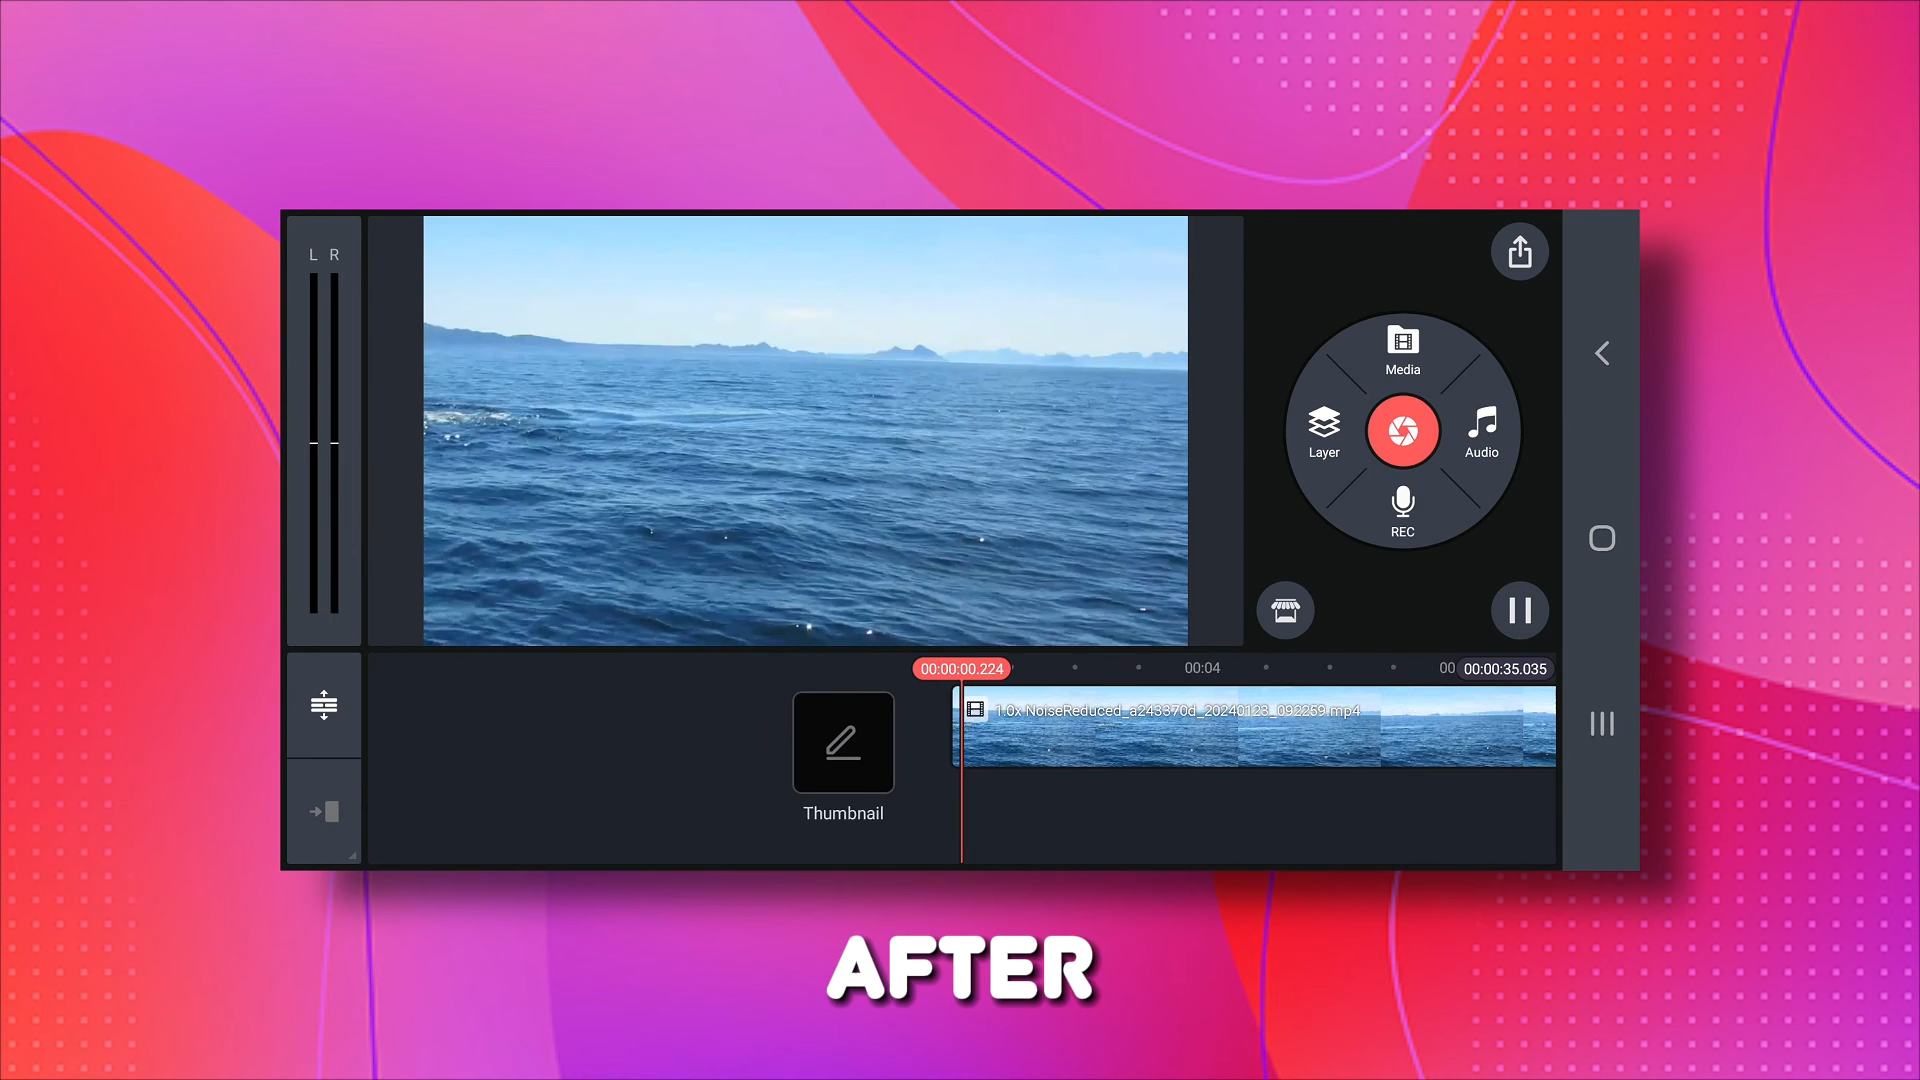 L R
Media
Layer
Audio
REC
00:00:00.224
00:04
00
00:00:35.035
1.0x NoiseReduced_a243370d_20240123_092259.mp4
Thumbnail
AFTER